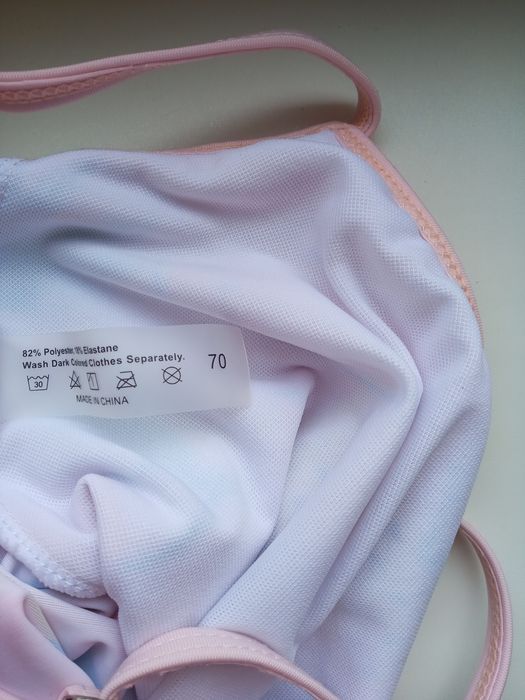 82% Polyester, 18% Elastane
Wash Dark Colored Clothes Separately.
70
30
MADE IN CHINA